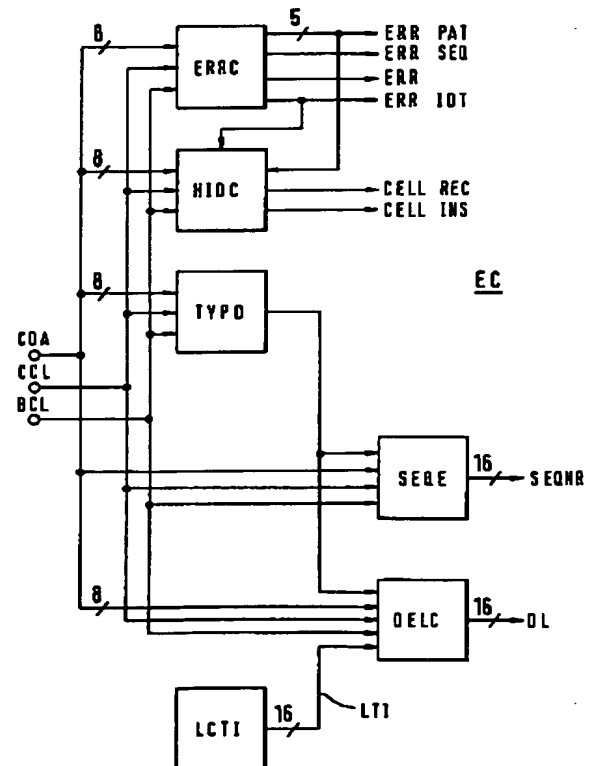 5
8
ERRC
ERR PAT
ERR SEQ
ERR
ERR IDT
8
HIDC
CELL REC
CELL INS
8
TYPD
EC
CDA
CCL
BCL
SEQE
16
SEQNR
8
DELC
16
DL
LCTI
16
LTI